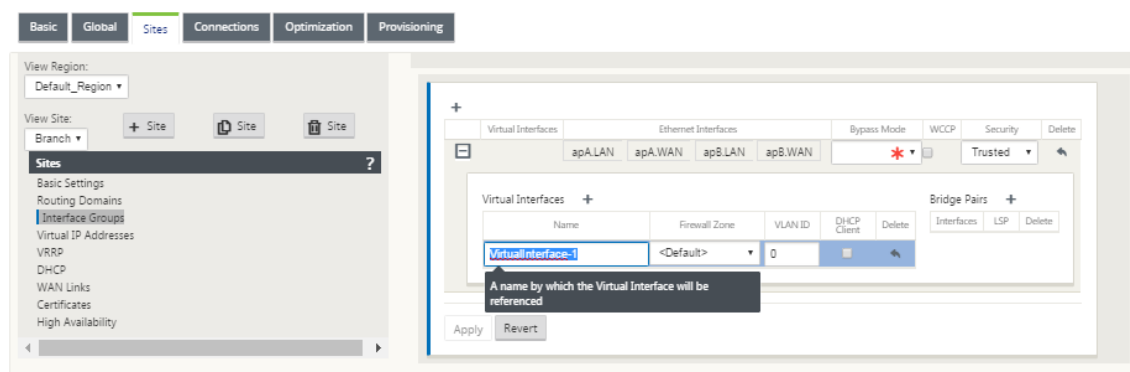 Basic Global Sites Connections Optimization Provisioning
View Region:
Default_Region
View Site:
Branch
+ Site Site Site
Sites ?
Basic Settings
Routing Domains
Interface Groups
Virtual IP Addresses
VRRP
DHCP
WAN Links
Certificates
High Availability
+
Virtual Interfaces Ethernet Interfaces Bypass Mode WCCP Security Delete
apA.LAN apA.WAN apB.LAN apB.WAN * Trusted
Virtual Interfaces +
Name Firewall Zone VLAN ID DHCP Client Delete
VirtualInterface-1 <Default> 0
A name by which the Virtual Interface will be
referenced
Bridge Pairs +
Interfaces LSP Delete
Apply Revert